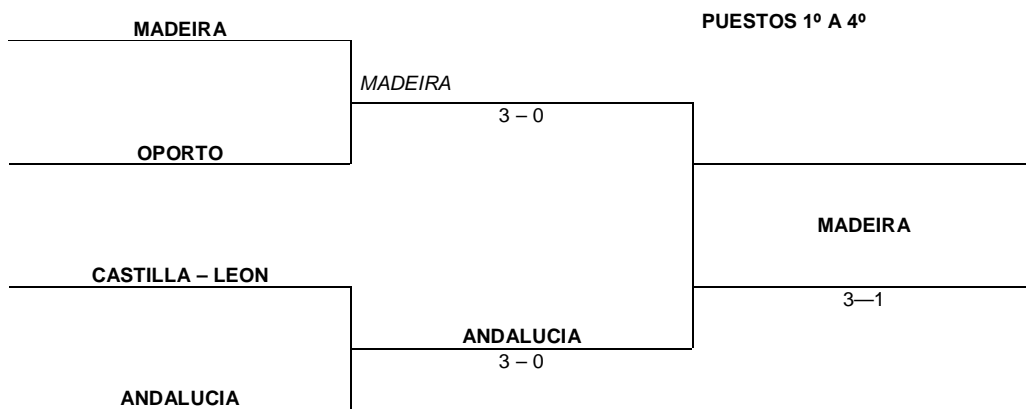 PUESTOS 1º A 4º
MADEIRA
MADEIRA
3 – 0
OPORTO
MADEIRA
CASTILLA – LEON
3—1
ANDALUCIA
3 – 0
ANDALUCIA